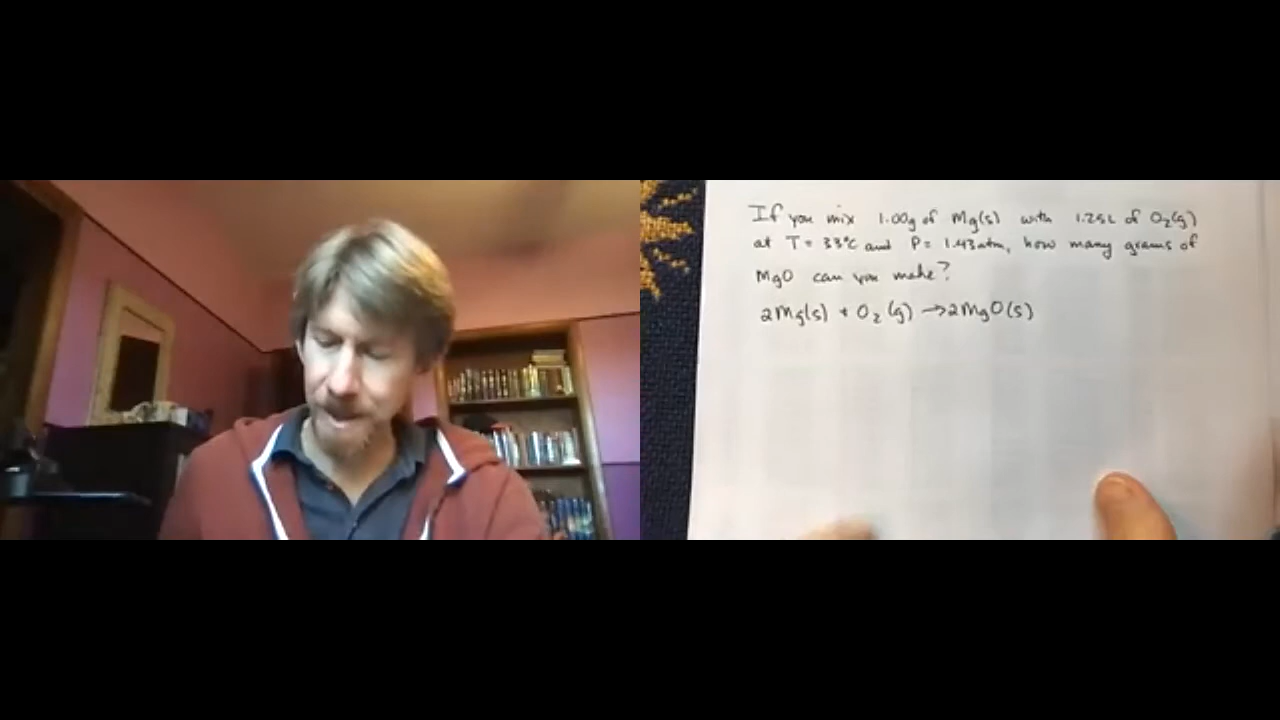 If you mix 1.00g of Mg(s) with 1.25L of O₂(g)
at T = 33°C and P = 1.43atm, how many grams of
MgO can you make?
2Mg(s) + O₂(g) → 2MgO(s)